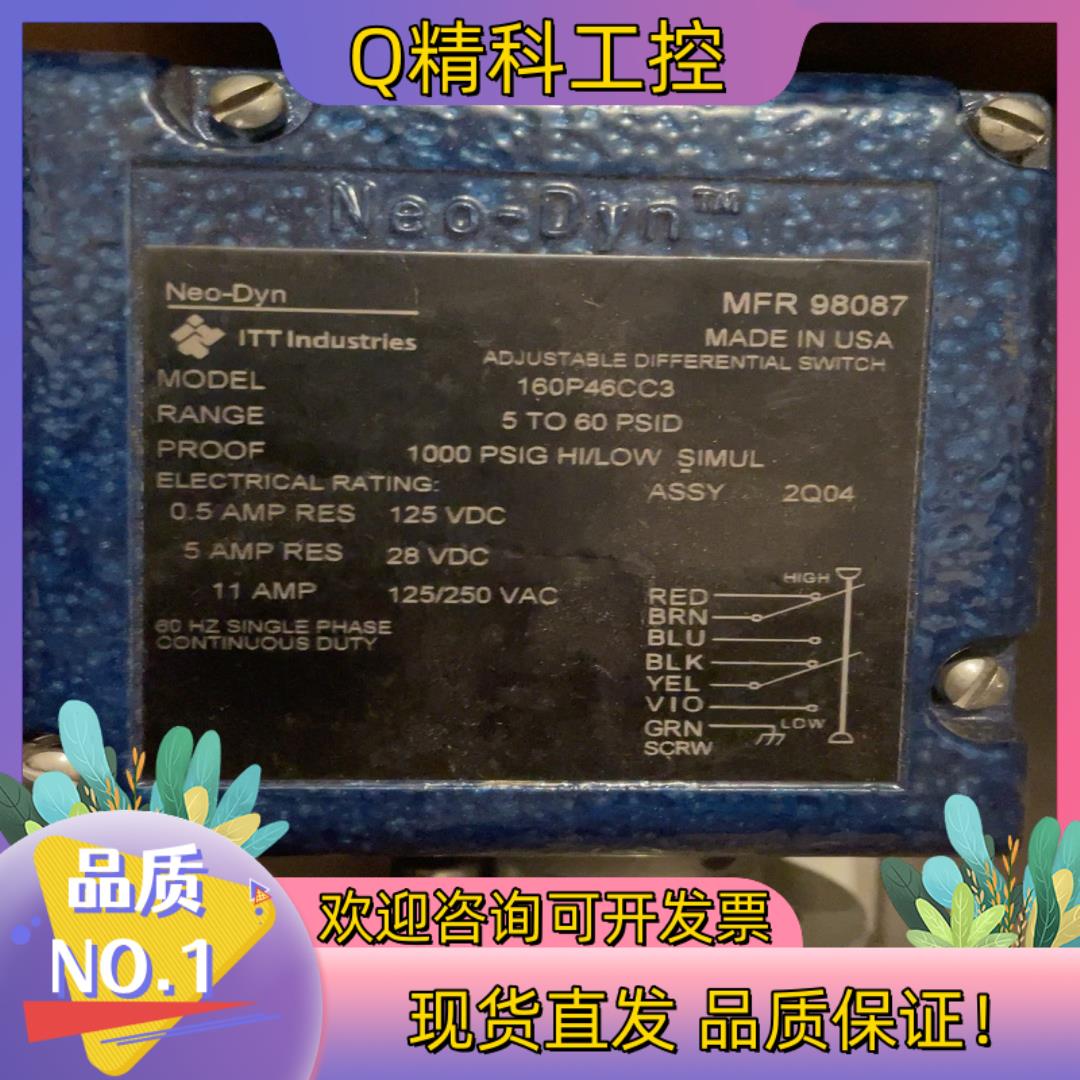 Q精科工控
Neo-Dyn™
Neo-Dyn
ITT Industries
MFR 98087
MADE IN USA
ADJUSTABLE DIFFERENTIAL SWITCH
MODEL 160P46CC3
RANGE 5 TO 60 PSID
PROOF 1000 PSIG HI/LOW SIMUL
ELECTRICAL RATING:
ASSY 2Q04
0.5 AMP RES 125 VDC
5 AMP RES 28 VDC
11 AMP 125/250 VAC
60 HZ SINGLE PHASE
CONTINUOUS DUTY
HIGH
RED
BRN
BLU
BLK
YEL
VIO
LOW
GRN
SCRW
品质
NO.1
欢迎咨询可开发票
现货直发 品质保证!